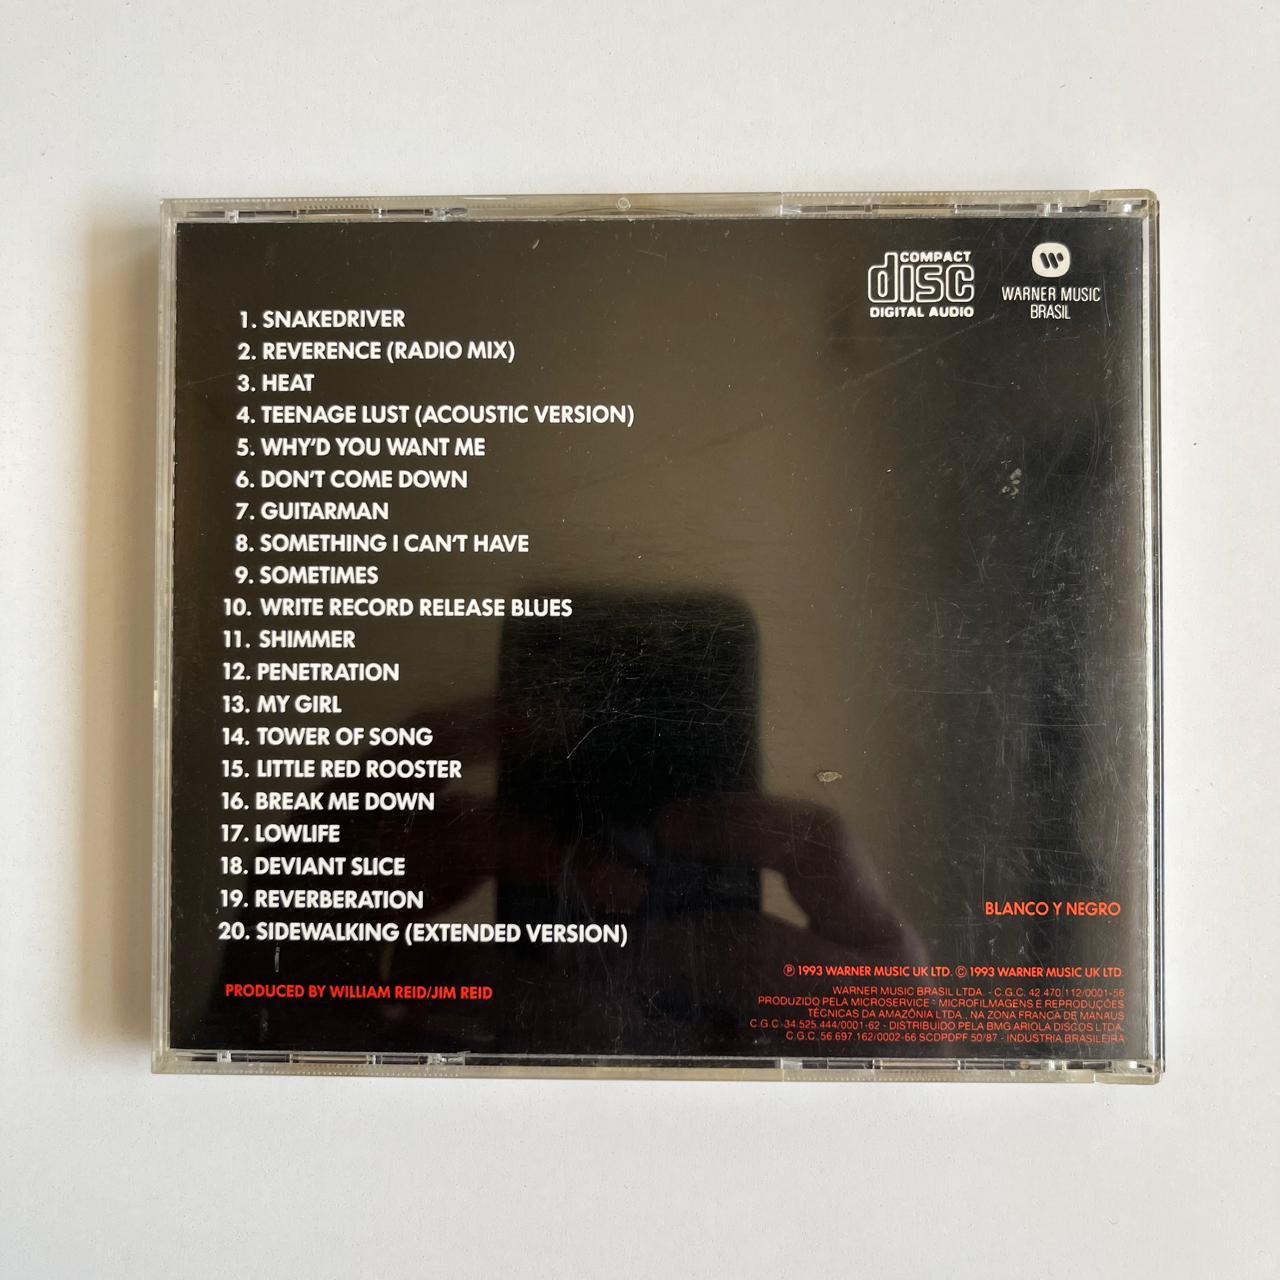 COMPACT
disc
DIGITAL AUDIO
WARNER MUSIC
BRASIL
1. SNAKEDRIVER
2. REVERENCE (RADIO MIX)
3. HEAT
4. TEENAGE LUST (ACOUSTIC VERSION)
5. WHY'D YOU WANT ME
6. DON'T COME DOWN
7. GUITARMAN
8. SOMETHING I CAN'T HAVE
9. SOMETIMES
10. WRITE RECORD RELEASE BLUES
11. SHIMMER
12. PENETRATION
13. MY GIRL
14. TOWER OF SONG
15. LITTLE RED ROOSTER
16. BREAK ME DOWN
17. LOWLIFE
18. DEVIANT SLICE
19. REVERBERATION
20. SIDEWALKING (EXTENDED VERSION)
PRODUCED BY WILLIAM REID/JIM REID
BLANCO Y NEGRO
℗ 1993 WARNER MUSIC UK LTD. © 1993 WARNER MUSIC UK LTD.
WARNER MUSIC BRASIL LTDA. - C.G.C. 42.470.112/0001-56
PRODUZIDO PELA MICROSERVICE - MICROFILMAGENS E REPRODUÇÕES
TÉCNICAS DA AMAZÔNIA LTDA., NA ZONA FRANCA DE MANAUS
C.G.C. 34.525.444/0001-62 - DISTRIBUIDO PELA BMG ARIOLA DISCOS LTDA.
C.G.C. 56.697.162/0002-66 SCDPDPF 50/87 - INDUSTRIA BRASILEIRA